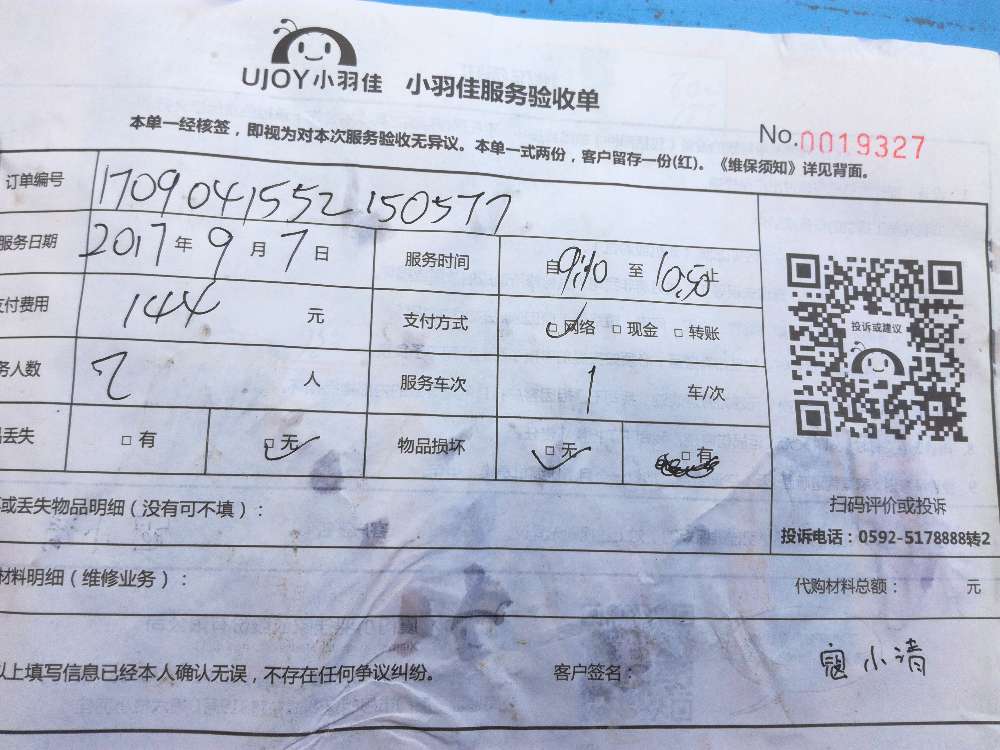 UJOY小羽佳 小羽佳服务验收单
No.0019327
本单一经核签，即视为对本次服务验收无异议。本单一式两份，客户留存一份(红)。《维保须知》详见背面。
订单编号 1709041552150577
服务日期 2017 年 9 月 7 日 服务时间 自 9:10 至 10:50 止
支付费用 144 元 支付方式 □网络 □现金 □转账
务人数 2 人 服务车次 1 车/次
丢失 □有 □无 物品损坏 □无 □有
投诉或建议
扫码评价或投诉
投诉电话：0592-5178888转2
或丢失物品明细（没有可不填）：
材料明细（维修业务）： 代购材料总额： 元
以上填写信息已经本人确认无误，不存在任何争议纠纷。 客户签名： 寇小清